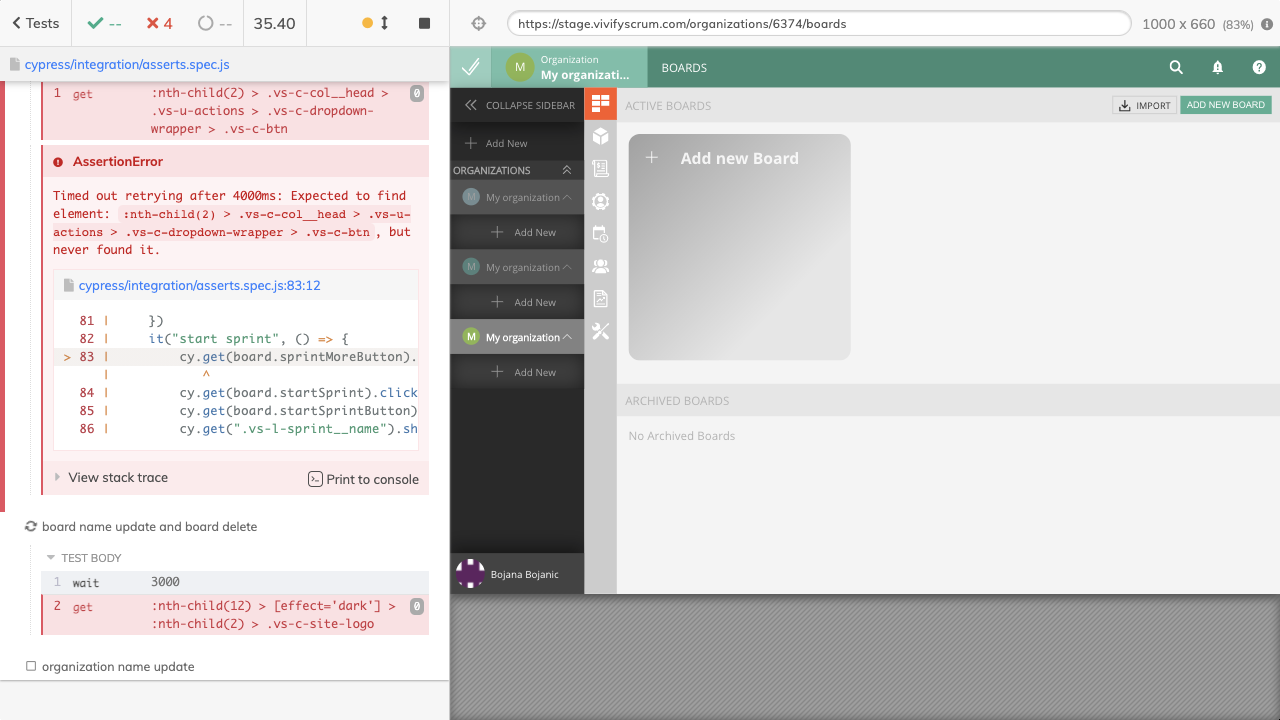 Tests
--
4
--
35.40
https://stage.vivifyscrum.com/organizations/6374/boards
1000 x 660 (83%)
cypress/integration/asserts.spec.js
1 get :nth-child(2) > .vs-c-col__head > 0
.vs-u-actions > .vs-c-dropdown-
wrapper > .vs-c-btn
AssertionError
Timed out retrying after 4000ms: Expected to find
element: :nth-child(2) > .vs-c-col__head > .vs-u-
actions > .vs-c-dropdown-wrapper > .vs-c-btn, but
never found it.
cypress/integration/asserts.spec.js:83:12
81 | })
82 | it("start sprint", () => {
> 83 | cy.get(board.sprintMoreButton).
| ^
84 | cy.get(board.startSprint).click
85 | cy.get(board.startSprintButton)
86 | cy.get(".vs-l-sprint__name").sh
View stack trace
Print to console
board name update and board delete
TEST BODY
1 wait 3000
2 get :nth-child(12) > [effect='dark'] > 0
:nth-child(2) > .vs-c-site-logo
organization name update
M
Organization
My organizati...
BOARDS
COLLAPSE SIDEBAR
Add New
ORGANIZATIONS
M My organization
Add New
M My organization
Add New
M My organization
Add New
Bojana Bojanic
ACTIVE BOARDS
IMPORT
ADD NEW BOARD
Add new Board
ARCHIVED BOARDS
No Archived Boards